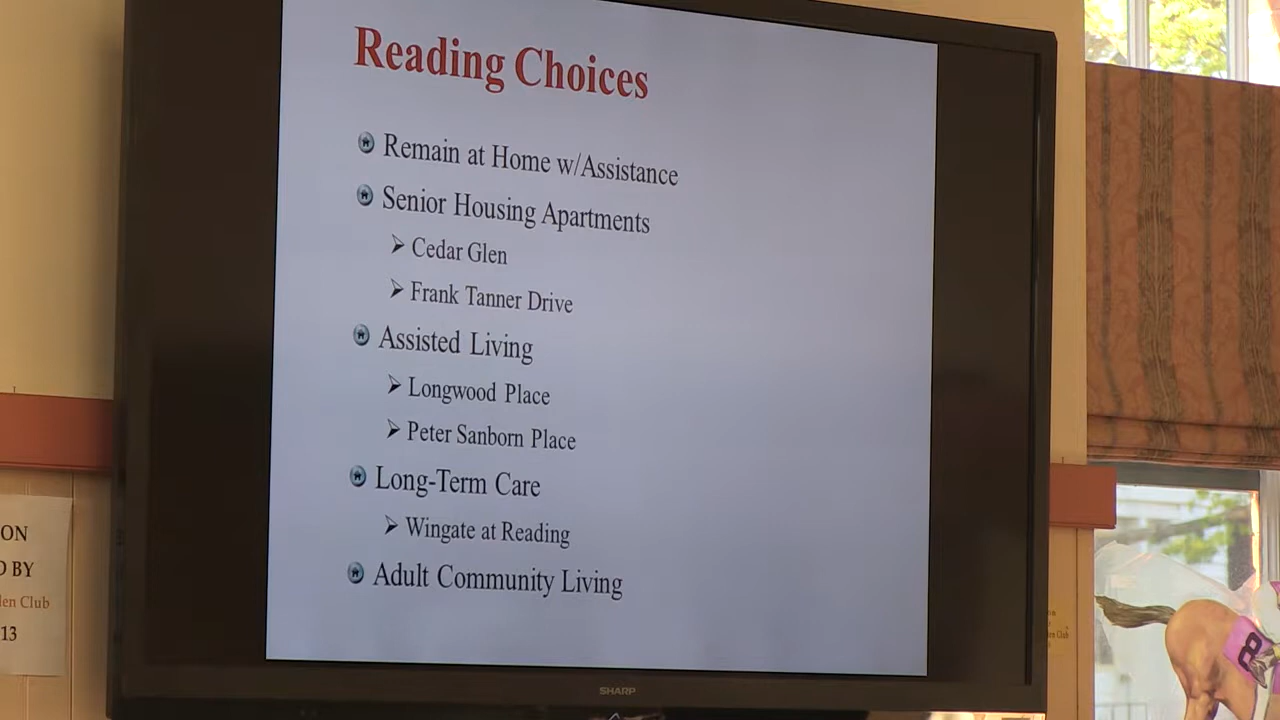 Reading Choices
Remain at Home w/Assistance
Senior Housing Apartments
Cedar Glen
Frank Tanner Drive
Assisted Living
Longwood Place
Peter Sanborn Place
Long-Term Care
Wingate at Reading
Adult Community Living
SHARP
ON
BY
Club
13
8